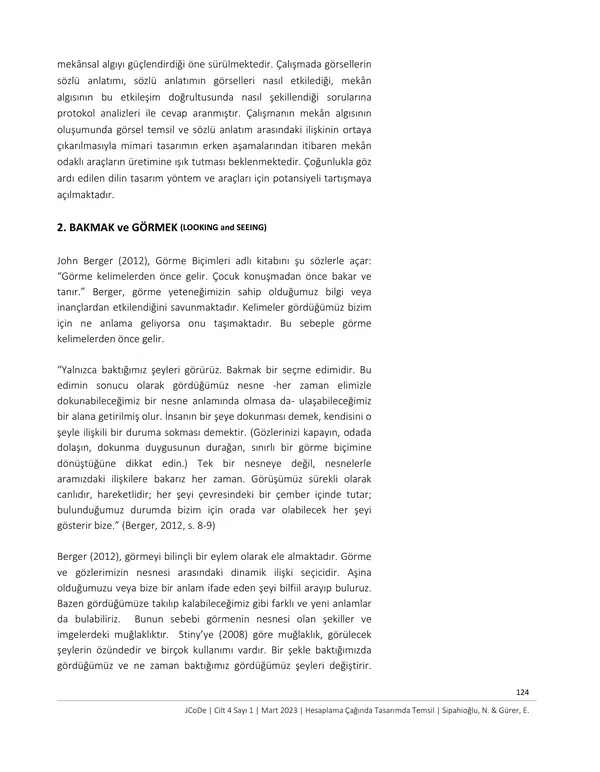 mekânsal algıyı güçlendirdiği öne sürülmektedir. Çalışmada görsellerin
sözlü anlatımı, sözlü anlatımın görselleri nasıl etkilediği, mekân
algısının bu etkileşim doğrultusunda nasıl şekillendiği sorularına
protokol analizleri ile cevap aranmıştır. Çalışmanın mekân algısının
oluşumunda görsel temsil ve sözlü anlatım arasındaki ilişkinin ortaya
çıkarılmasıyla mimari tasarımın erken aşamalarından itibaren mekân
odaklı araçların üretimine ışık tutması beklenmektedir. Çoğunlukla göz
ardı edilen dilin tasarım yöntem ve araçları için potansiyeli tartışmaya
açılmaktadır.
2. BAKMAK ve GÖRMEK (LOOKING and SEEING)
John Berger (2012), Görme Biçimleri adlı kitabını şu sözlerle açar:
“Görme kelimelerden önce gelir. Çocuk konuşmadan önce bakar ve
tanır.” Berger, görme yeteneğimizin sahip olduğumuz bilgi veya
inançlardan etkilendiğini savunmaktadır. Kelimeler gördüğümüz bizim
için ne anlama geliyorsa onu taşımaktadır. Bu sebeple görme
kelimelerden önce gelir.
“Yalnızca baktığımız şeyleri görürüz. Bakmak bir seçme edimidir. Bu
edimin sonucu olarak gördüğümüz nesne -her zaman elimizle
dokunabileceğimiz bir nesne anlamında olmasa da- ulaşabileceğimiz
bir alana getirilmiş olur. İnsanın bir şeye dokunması demek, kendisini o
şeyle ilişkili bir duruma sokması demektir. (Gözlerinizi kapayın, odada
dolaşın, dokunma duygusunun durağan, sınırlı bir görme biçimine
dönüştüğüne dikkat edin.) Tek bir nesneye değil, nesnelerle
aramızdaki ilişkilere bakarız her zaman. Görüşümüz sürekli olarak
canlıdır, hareketlidir; her şeyi çevresindeki bir çember içinde tutar;
bulunduğumuz durumda bizim için orada var olabilecek her şeyi
gösterir bize.” (Berger, 2012, s. 8-9)
Berger (2012), görmeyi bilinçli bir eylem olarak ele almaktadır. Görme
ve gözlerimizin nesnesi arasındaki dinamik ilişki seçicidir. Aşina
olduğumuzu veya bize bir anlam ifade eden şeyi bilfiil arayıp buluruz.
Bazen gördüğümüze takılıp kalabileceğimiz gibi farklı ve yeni anlamlar
da bulabiliriz. Bunun sebebi görmenin nesnesi olan şekiller ve
imgelerdeki muğlaklıktır. Stiny’ye (2008) göre muğlaklık, görülecek
şeylerin özündedir ve birçok kullanımı vardır. Bir şekle baktığımızda
gördüğümüz ve ne zaman baktığımız gördüğümüz şeyleri değiştirir.
124
JCoDe | Cilt 4 Sayı 1 | Mart 2023 | Hesaplama Çağında Tasarımda Temsil | Sipahioğlu, N. & Gürer, E.